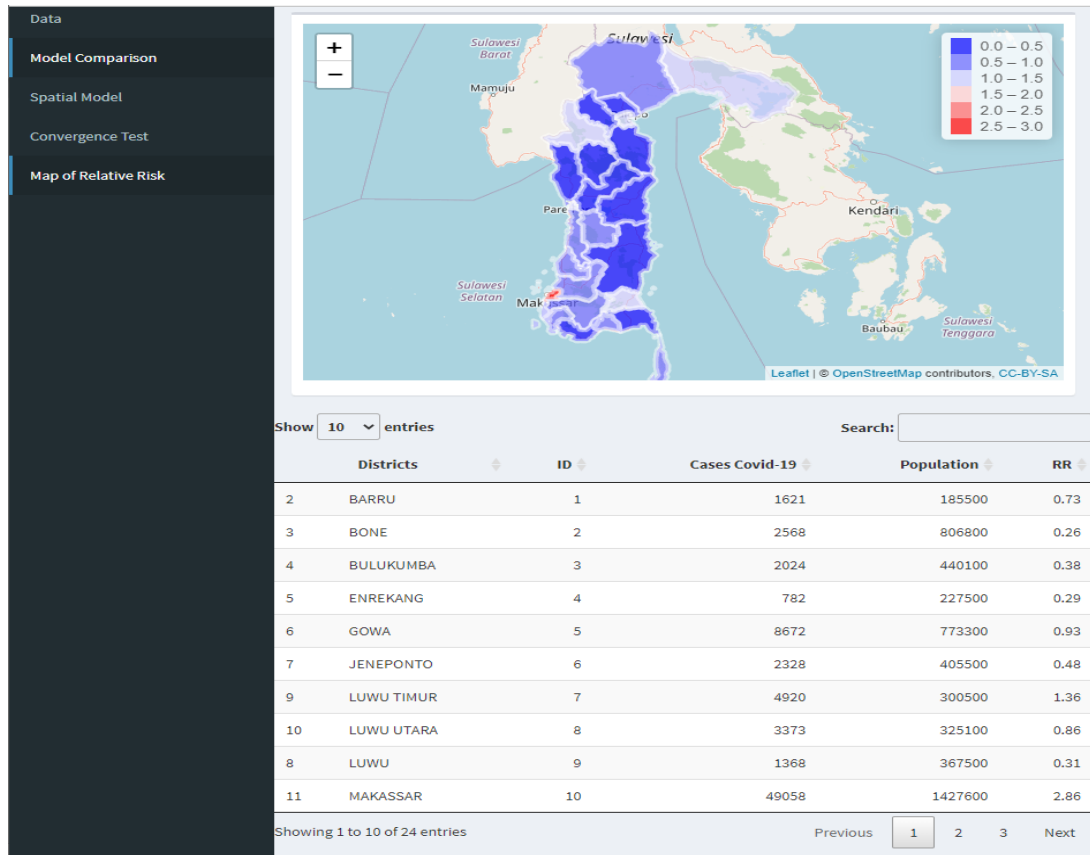 Data
Model Comparison
Spatial Model
Convergence Test
Map of Relative Risk
+
−
Sulawesi
Barat
Sulawesi
Mamuju
Pare
Kendari
Sulawesi
Selatan
Baubau
Sulawesi
Tenggara
0.0 – 0.5
0.5 – 1.0
1.0 – 1.5
1.5 – 2.0
2.0 – 2.5
2.5 – 3.0
Leaflet | © OpenStreetMap contributors, CC-BY-SA
Show 10 entries
Search:
Districts ID Cases Covid-19 Population RR
2 BARRU 1 1621 185500 0.73
3 BONE 2 2568 806800 0.26
4 BULUKUMBA 3 2024 440100 0.38
5 ENREKANG 4 782 227500 0.29
6 GOWA 5 8672 773300 0.93
7 JENEPONTO 6 2328 405500 0.48
9 LUWU TIMUR 7 4920 300500 1.36
10 LUWU UTARA 8 3373 325100 0.86
8 LUWU 9 1368 367500 0.31
11 MAKASSAR 10 49058 1427600 2.86
Showing 1 to 10 of 24 entries
Previous 1 2 3 Next